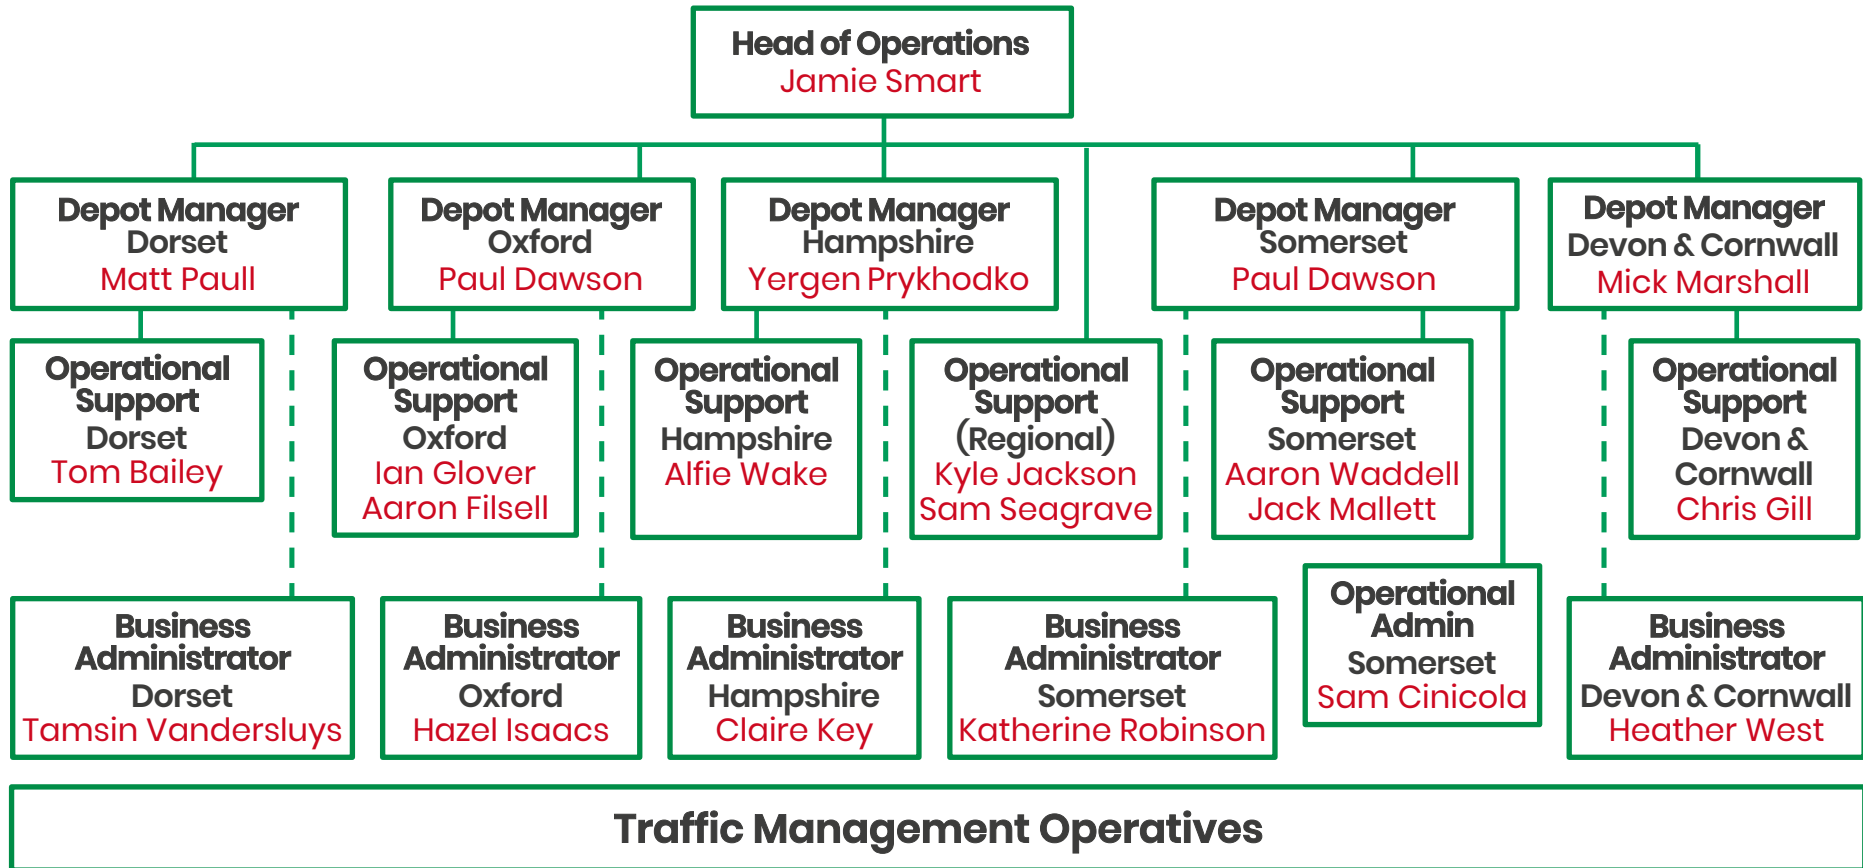 Head of Operations
Jamie Smart
Depot Manager
Dorset
Matt Paull
Depot Manager
Oxford
Paul Dawson
Depot Manager
Hampshire
Yergen Prykhodko
Depot Manager
Somerset
Paul Dawson
Depot Manager
Devon & Cornwall
Mick Marshall
Operational
Support
Dorset
Tom Bailey
Operational
Support
Oxford
Ian Glover
Aaron Filsell
Operational
Support
Hampshire
Alfie Wake
Operational
Support
(Regional)
Kyle Jackson
Sam Seagrave
Operational
Support
Somerset
Aaron Waddell
Jack Mallett
Operational
Support
Devon &
Cornwall
Chris Gill
Business
Administrator
Dorset
Tamsin Vandersluys
Business
Administrator
Oxford
Hazel Isaacs
Business
Administrator
Hampshire
Claire Key
Business
Administrator
Somerset
Katherine Robinson
Operational
Admin
Somerset
Sam Cinicola
Business
Administrator
Devon & Cornwall
Heather West
Traffic Management Operatives